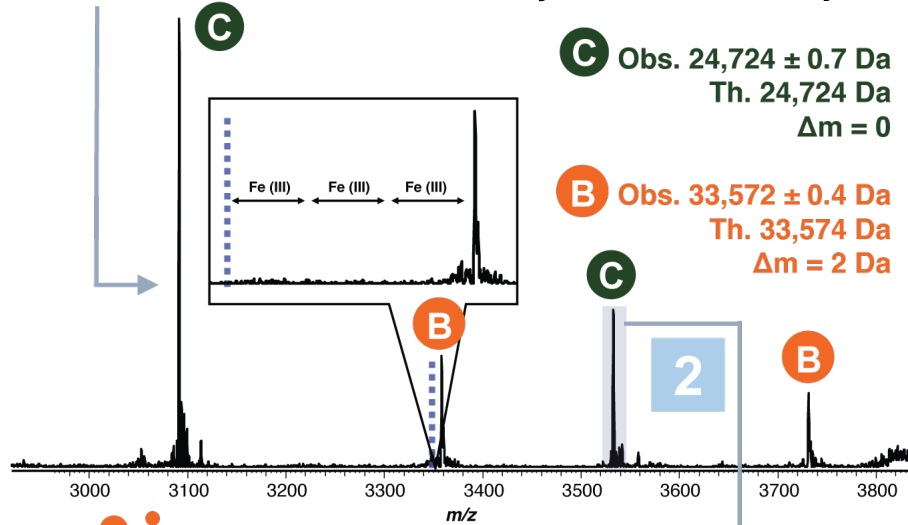 C
C Obs. 24,724 ± 0.7 Da
Th. 24,724 Da
Δm = 0
Fe (III) Fe (III) Fe (III)
B Obs. 33,572 ± 0.4 Da
Th. 33,574 Da
Δm = 2 Da
C
B
2
B
3000 3100 3200 3300 3400 3500 3600 3700 3800
m/z